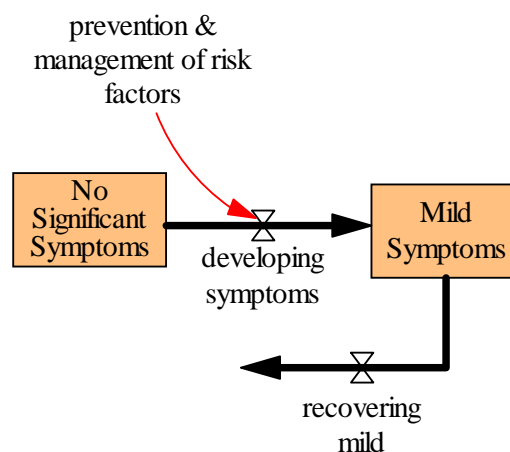 prevention &
management of risk
factors
No
Significant
Symptoms
Mild
Symptoms
developing
symptoms
recovering
mild